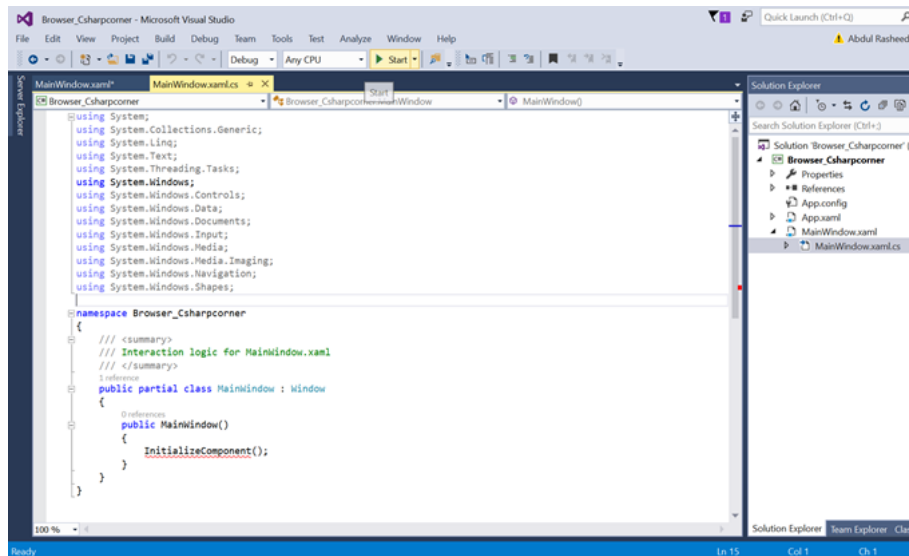 Browser_Csharpcorner - Microsoft Visual Studio
1
Quick Launch (Ctrl+Q)
File Edit View Project Build Debug Team Tools Test Analyze Window Help
Abdul Rasheed
Debug Any CPU Start
Server Explorer
MainWindow.xaml* MainWindow.xaml.cs
Start
Browser_Csharpcorner Browser_Csharpcorner.MainWindow MainWindow()
using System;
using System.Collections.Generic;
using System.Linq;
using System.Text;
using System.Threading.Tasks;
using System.Windows;
using System.Windows.Controls;
using System.Windows.Data;
using System.Windows.Documents;
using System.Windows.Input;
using System.Windows.Media;
using System.Windows.Media.Imaging;
using System.Windows.Navigation;
using System.Windows.Shapes;
namespace Browser_Csharpcorner
{
/// <summary>
/// Interaction logic for MainWindow.xaml
/// </summary>
1 reference
public partial class MainWindow : Window
{
0 references
public MainWindow()
{
InitializeComponent();
}
}
}
100 %
Solution Explorer
Search Solution Explorer (Ctrl+;)
Solution 'Browser_Csharpcorner' (
Browser_Csharpcorner
Properties
References
App.config
App.xaml
MainWindow.xaml
MainWindow.xaml.cs
Solution Explorer Team Explorer Clas
Ready Ln 15 Col 1 Ch 1